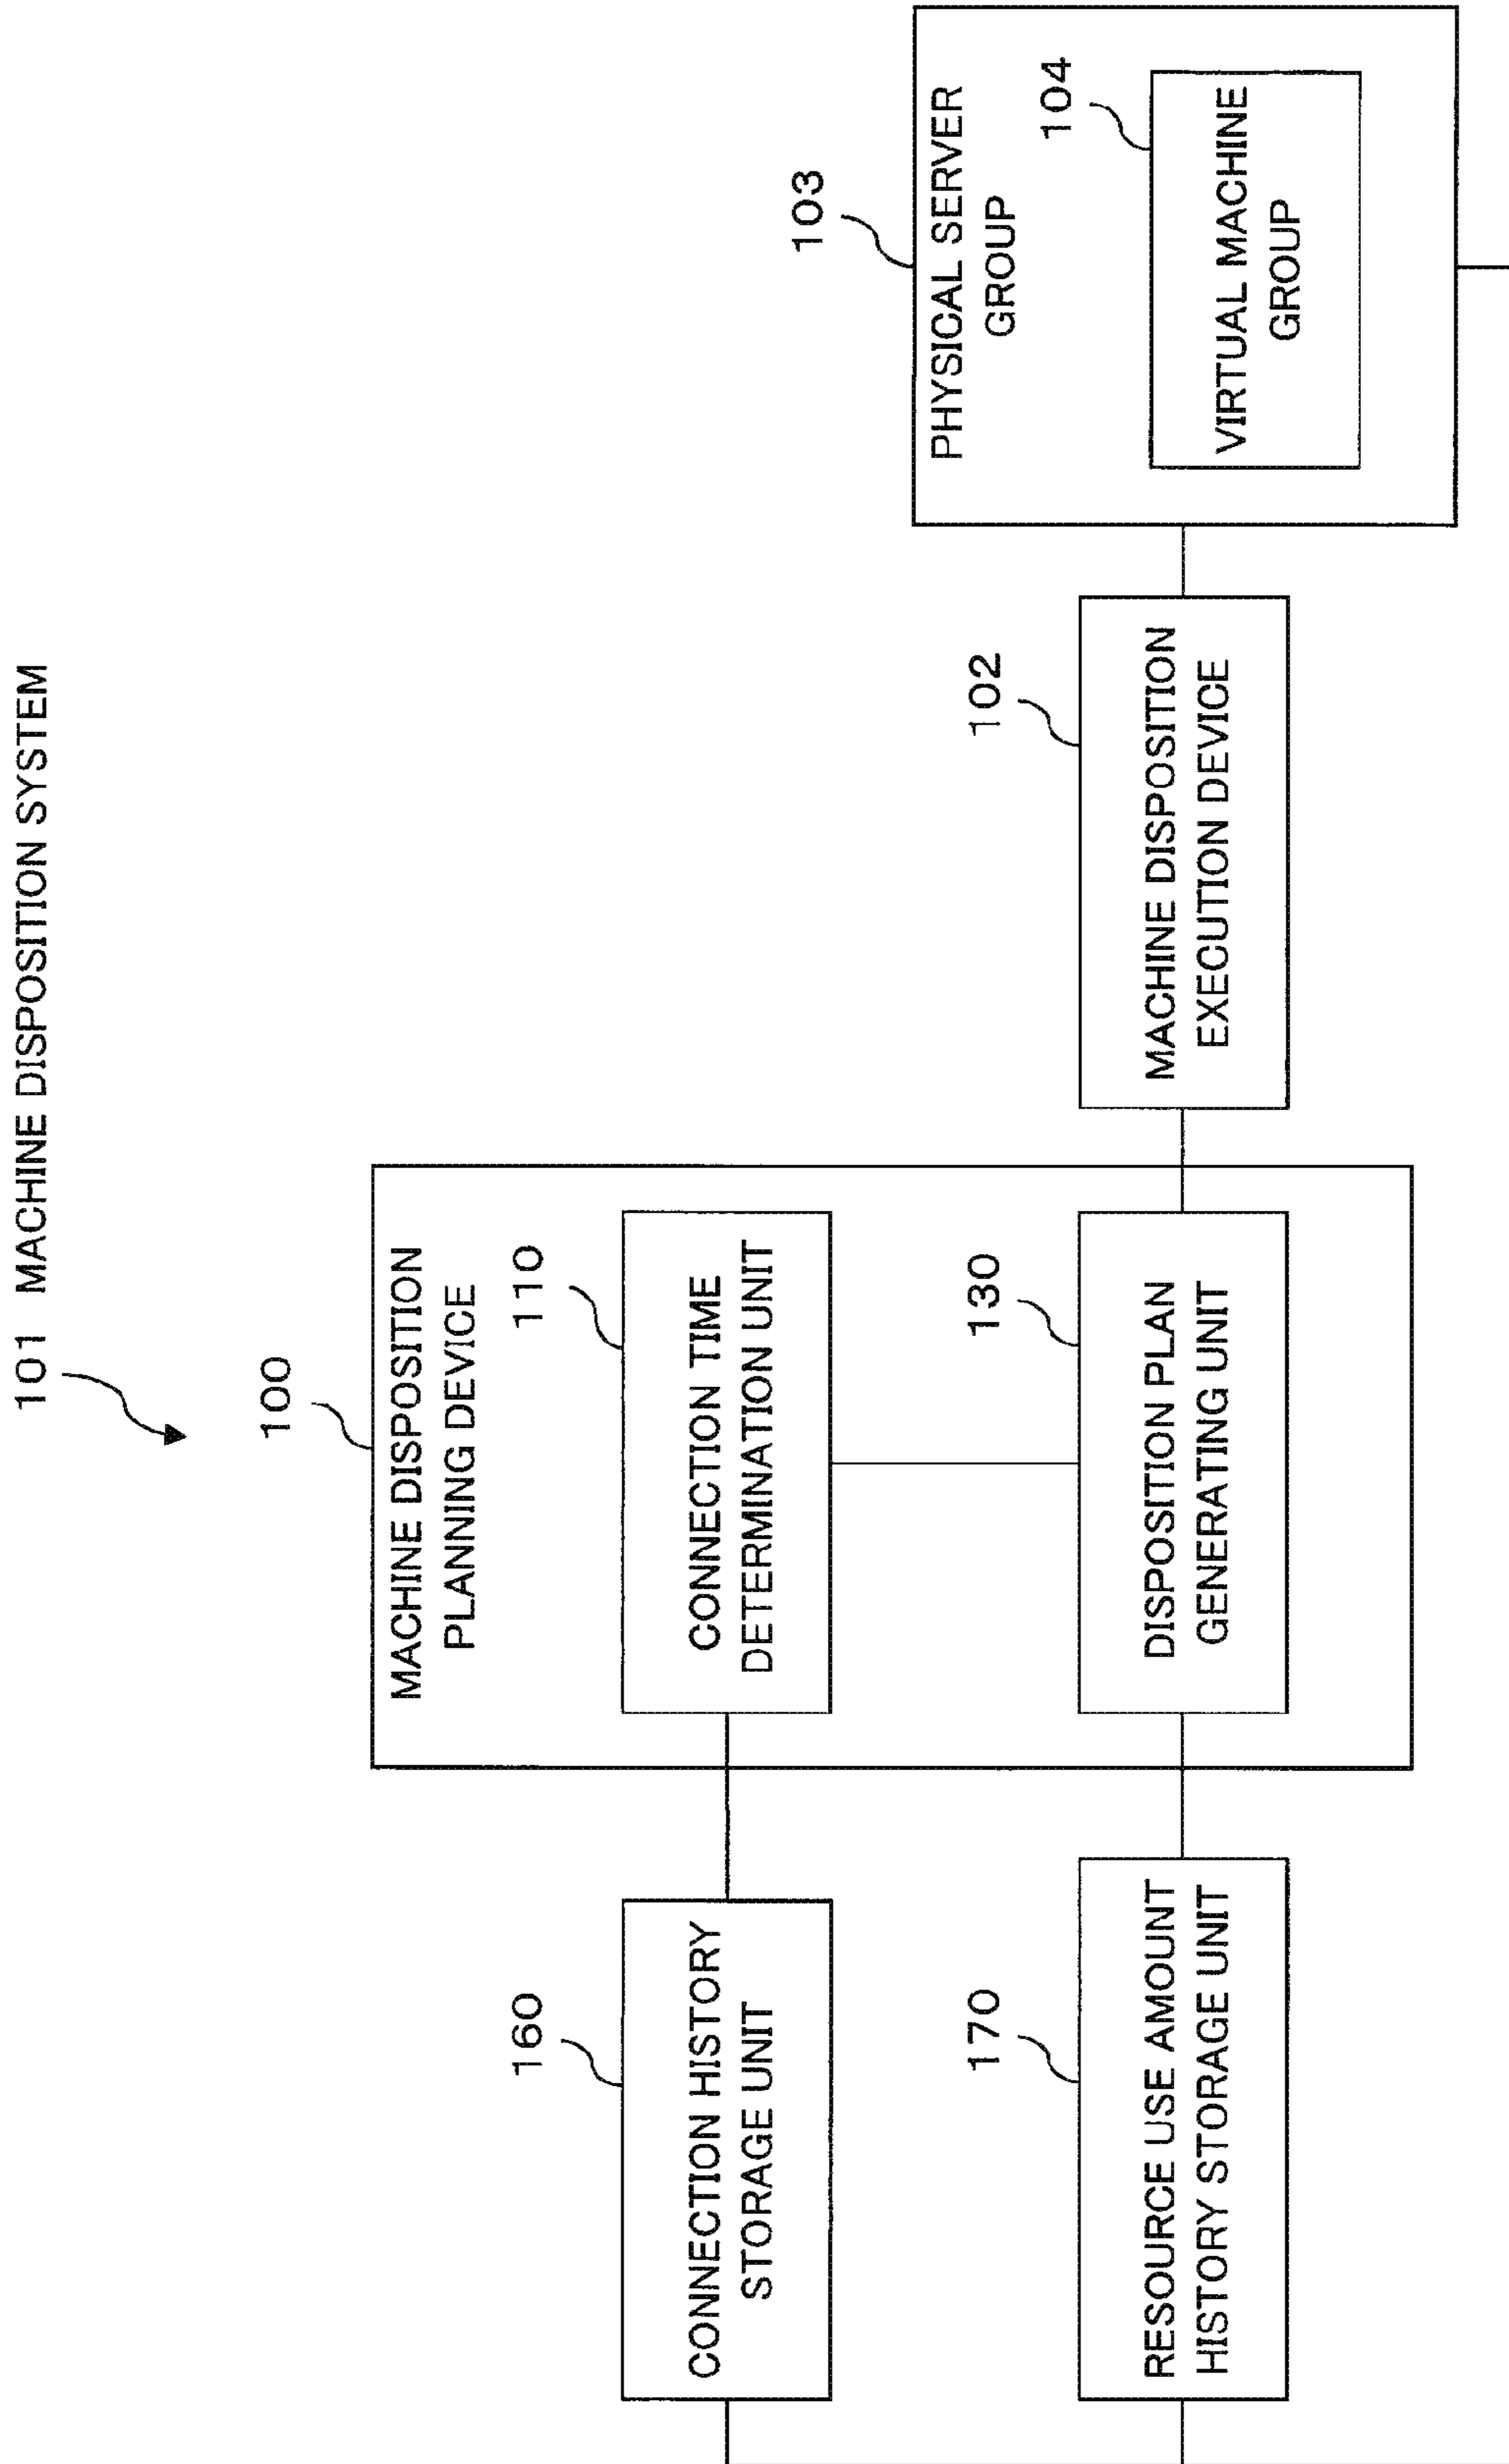 101 MACHINE DISPOSITION SYSTEM
100
MACHINE DISPOSITION
PLANNING DEVICE
160
CONNECTION HISTORY
STORAGE UNIT
110
CONNECTION TIME
DETERMINATION UNIT
103
PHYSICAL SERVER
GROUP
104
VIRTUAL MACHINE
GROUP
170
RESOURCE USE AMOUNT
HISTORY STORAGE UNIT
130
DISPOSITION PLAN
GENERATING UNIT
102
MACHINE DISPOSITION
EXECUTION DEVICE